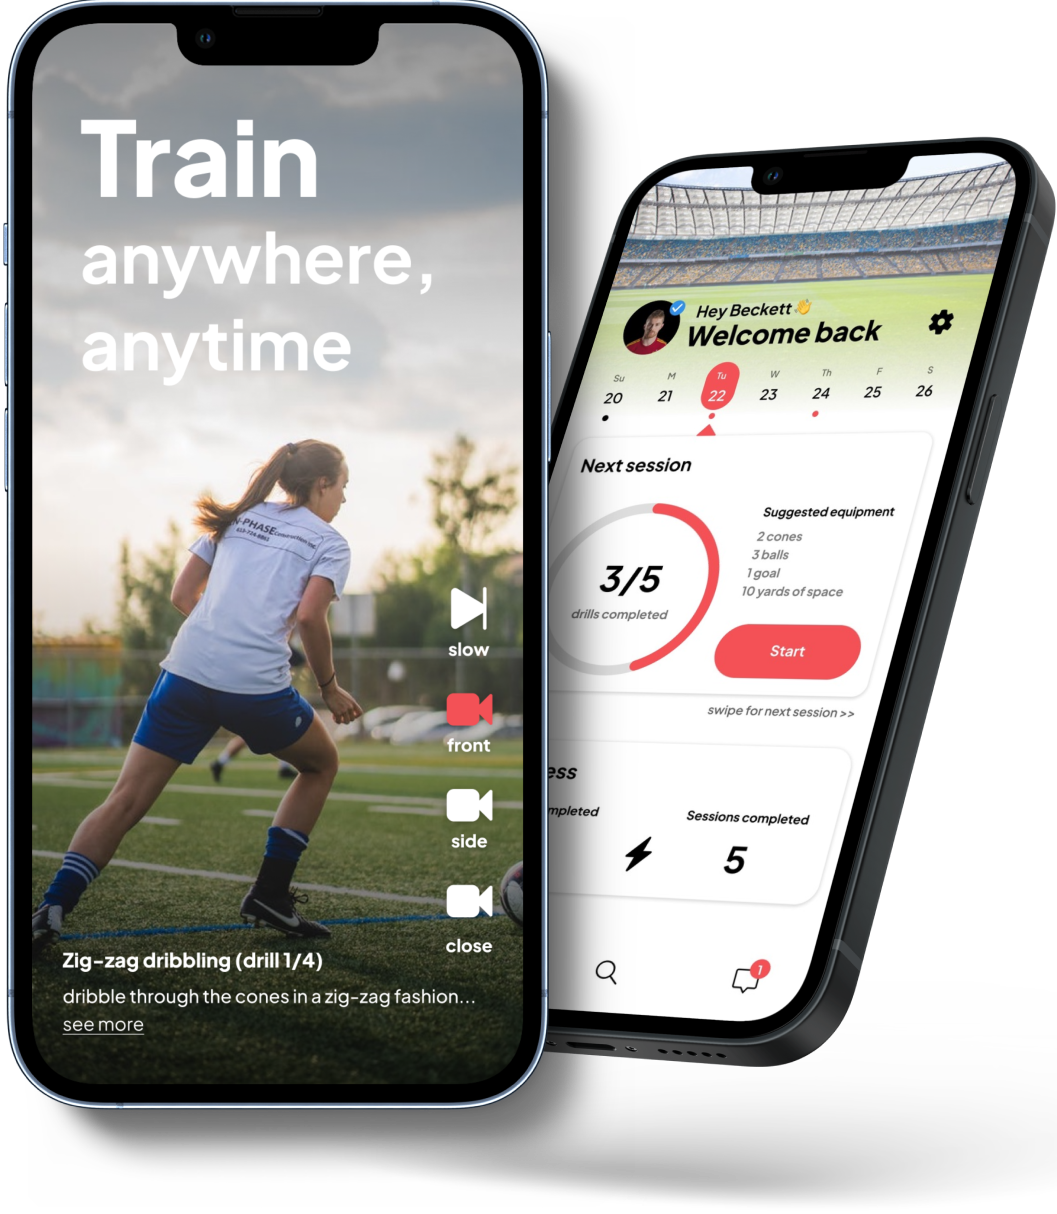 Train
anywhere,
anytime
N-PHASE
slow
front
side
close
Zig-zag dribbling (drill 1/4)
dribble through the cones in a zig-zag fashion...
see more
Hey Beckett👋
Welcome back
Su M Tu W Th F S
20 21 22 23 24 25 26
Next session
3/5
drills completed
Suggested equipment
2 cones
3 balls
1 goal
10 yards of space
Start
swipe for next session >>
ess
mpleted
Sessions completed
5
1